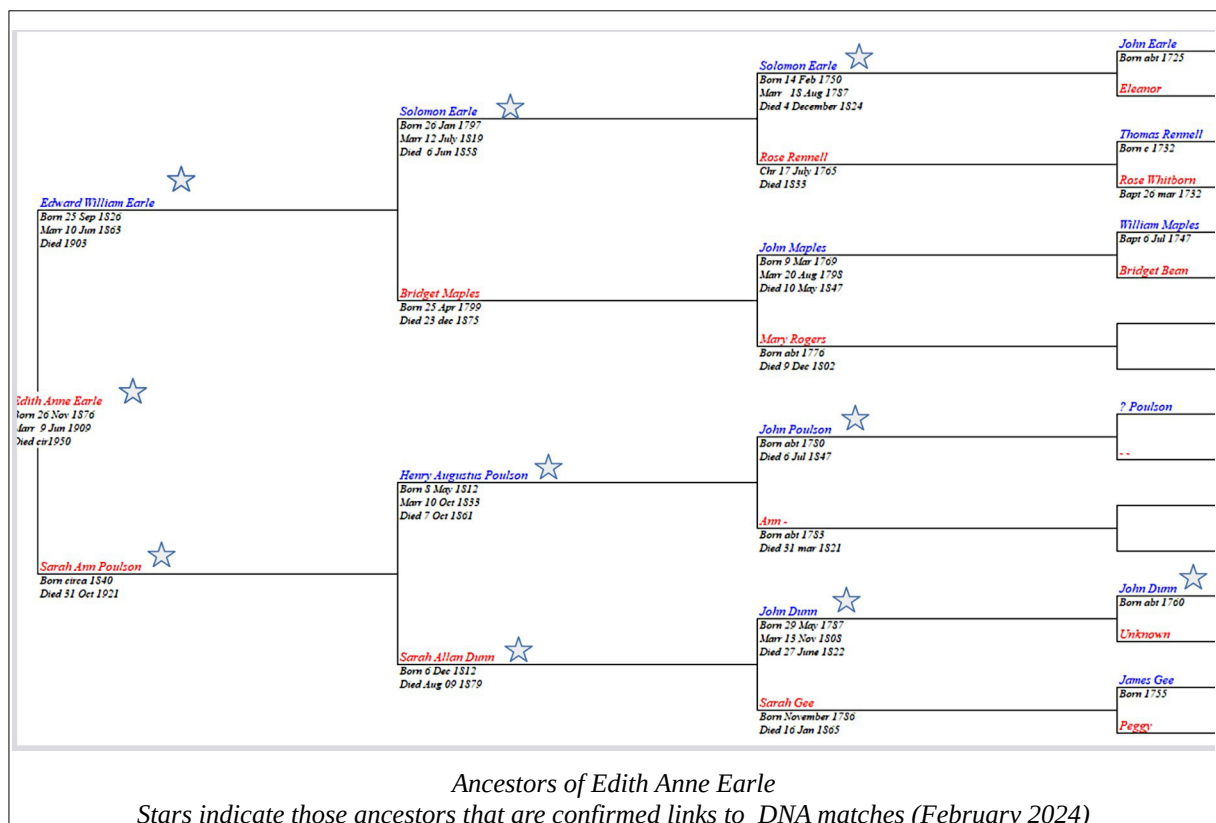 John Earle
Born abt 1725
Eleanor
Solomon Earle
Born 14 Feb 1750
Marr 18 Aug 1787
Died 4 December 1824
Thomas Rennell
Born c 1732
Rose Rennell
Chr 17 July 1765
Died 1833
Rose Whitborn
Bapt 26 mar 1732
Solomon Earle
Born 26 Jan 1797
Marr 12 July 1819
Died 6 Jun 1858
Edward William Earle
Born 25 Sep 1826
Marr 10 Jun 1863
Died 1903
William Maples
Bapt 6 Jul 1747
John Maples
Born 9 Mar 1769
Marr 20 Aug 1798
Died 10 May 1847
Bridget Bean
Bridget Maples
Born 25 Apr 1799
Died 23 dec 1875
Mary Rogers
Born abt 1776
Died 9 Dec 1802
Edith Anne Earle
Born 26 Nov 1876
Marr 9 Jun 1909
Died cir1950
? Poulson
- -
John Poulson
Born abt 1780
Died 6 Jul 1847
Henry Augustus Poulson
Born 8 May 1812
Marr 10 Oct 1833
Died 7 Oct 1861
Ann -
Born abt 1783
Died 31 mar 1821
Sarah Ann Poulson
Born circa 1840
Died 31 Oct 1921
John Dunn
Born abt 1760
Unknown
John Dunn
Born 29 May 1787
Marr 13 Nov 1808
Died 27 June 1822
Sarah Allan Dunn
Born 6 Dec 1812
Died Aug 09 1879
James Gee
Born 1755
Peggy
Sarah Gee
Born November 1786
Died 16 Jan 1865
Ancestors of Edith Anne Earle
Stars indicate those ancestors that are confirmed links to DNA matches (February 2024)